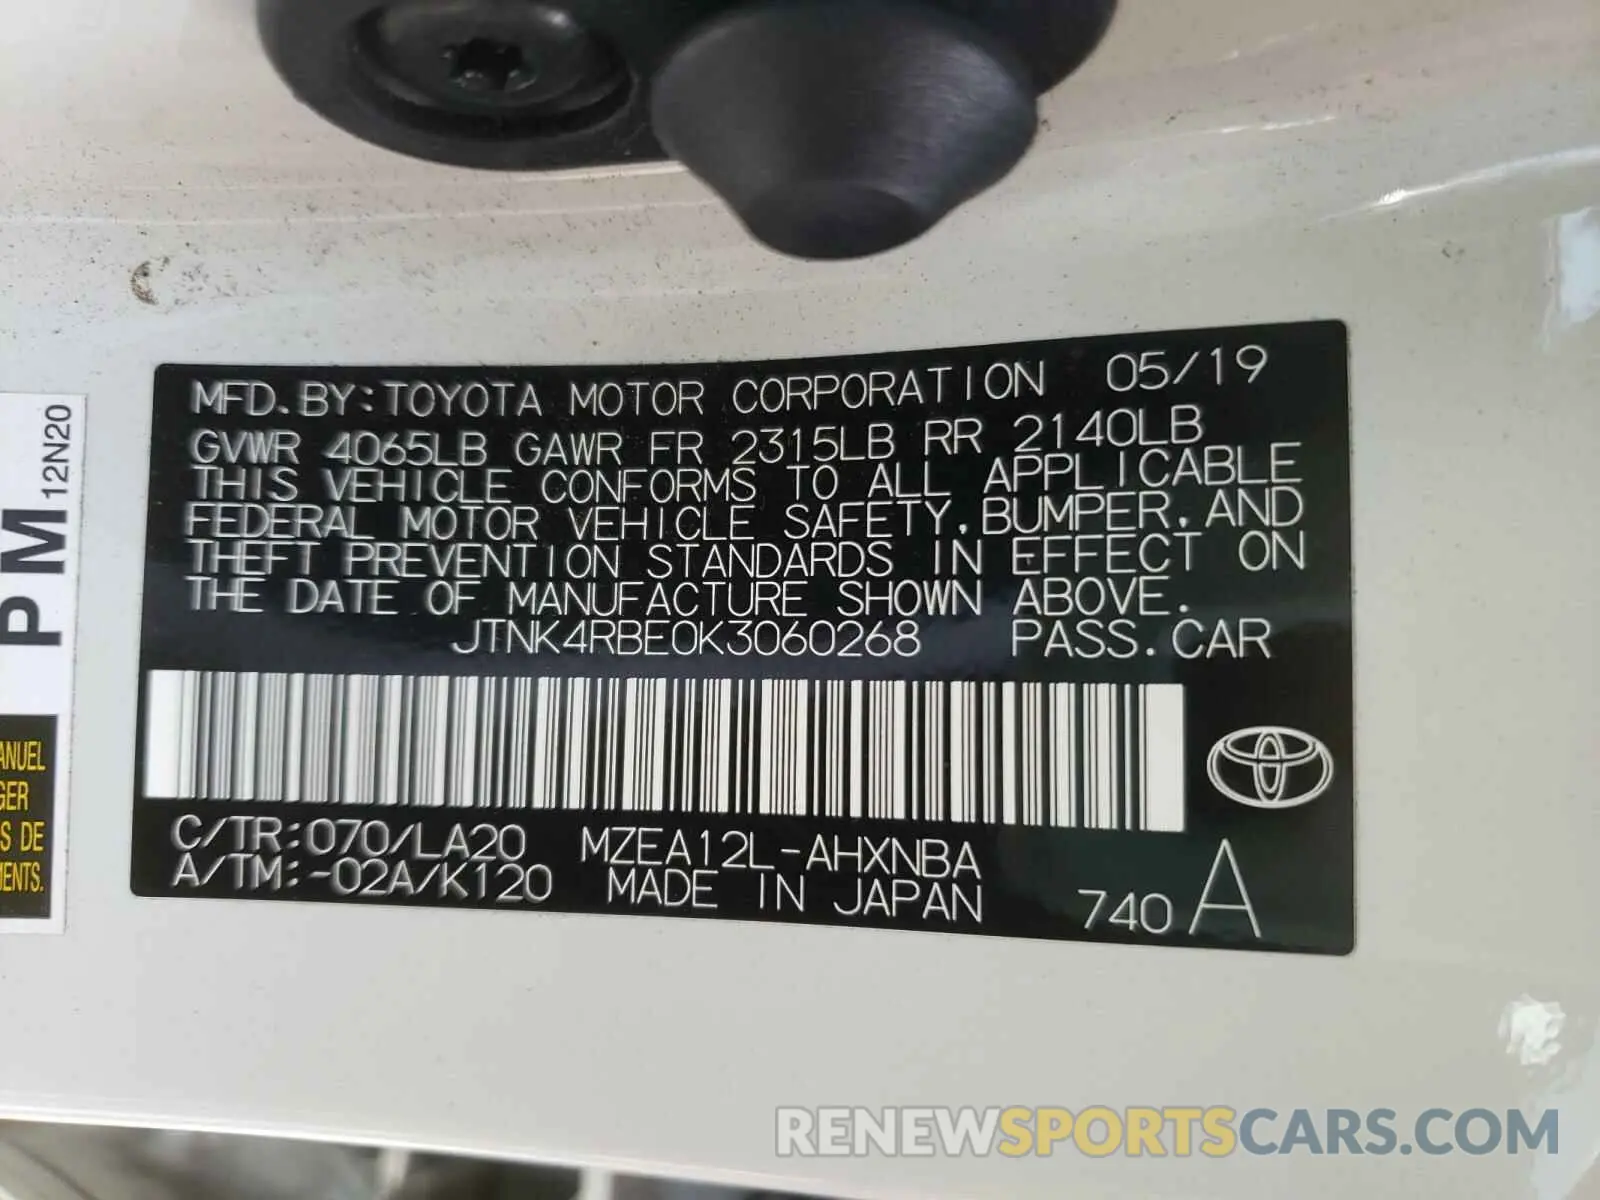 MFD. BY: TOYOTA MOTOR CORPORATION 05/19
GVWR 4065LB GAWR FR 2315LB RR 2140LB
THIS VEHICLE CONFORMS TO ALL APPLICABLE
FEDERAL MOTOR VEHICLE SAFETY, BUMPER, AND
THEFT PREVENTION STANDARDS IN EFFECT ON
THE DATE OF MANUFACTURE SHOWN ABOVE.
JTNK4RBE0K3060268 PASS. CAR
C/TR: 070/LA20 MZEA12L-AHXNBA
A/TM: -02A/K120 MADE IN JAPAN 740 A
PM 12N20
ANUEL
GER
S DE
MENTS.
RENEWSPORTSCARS.COM